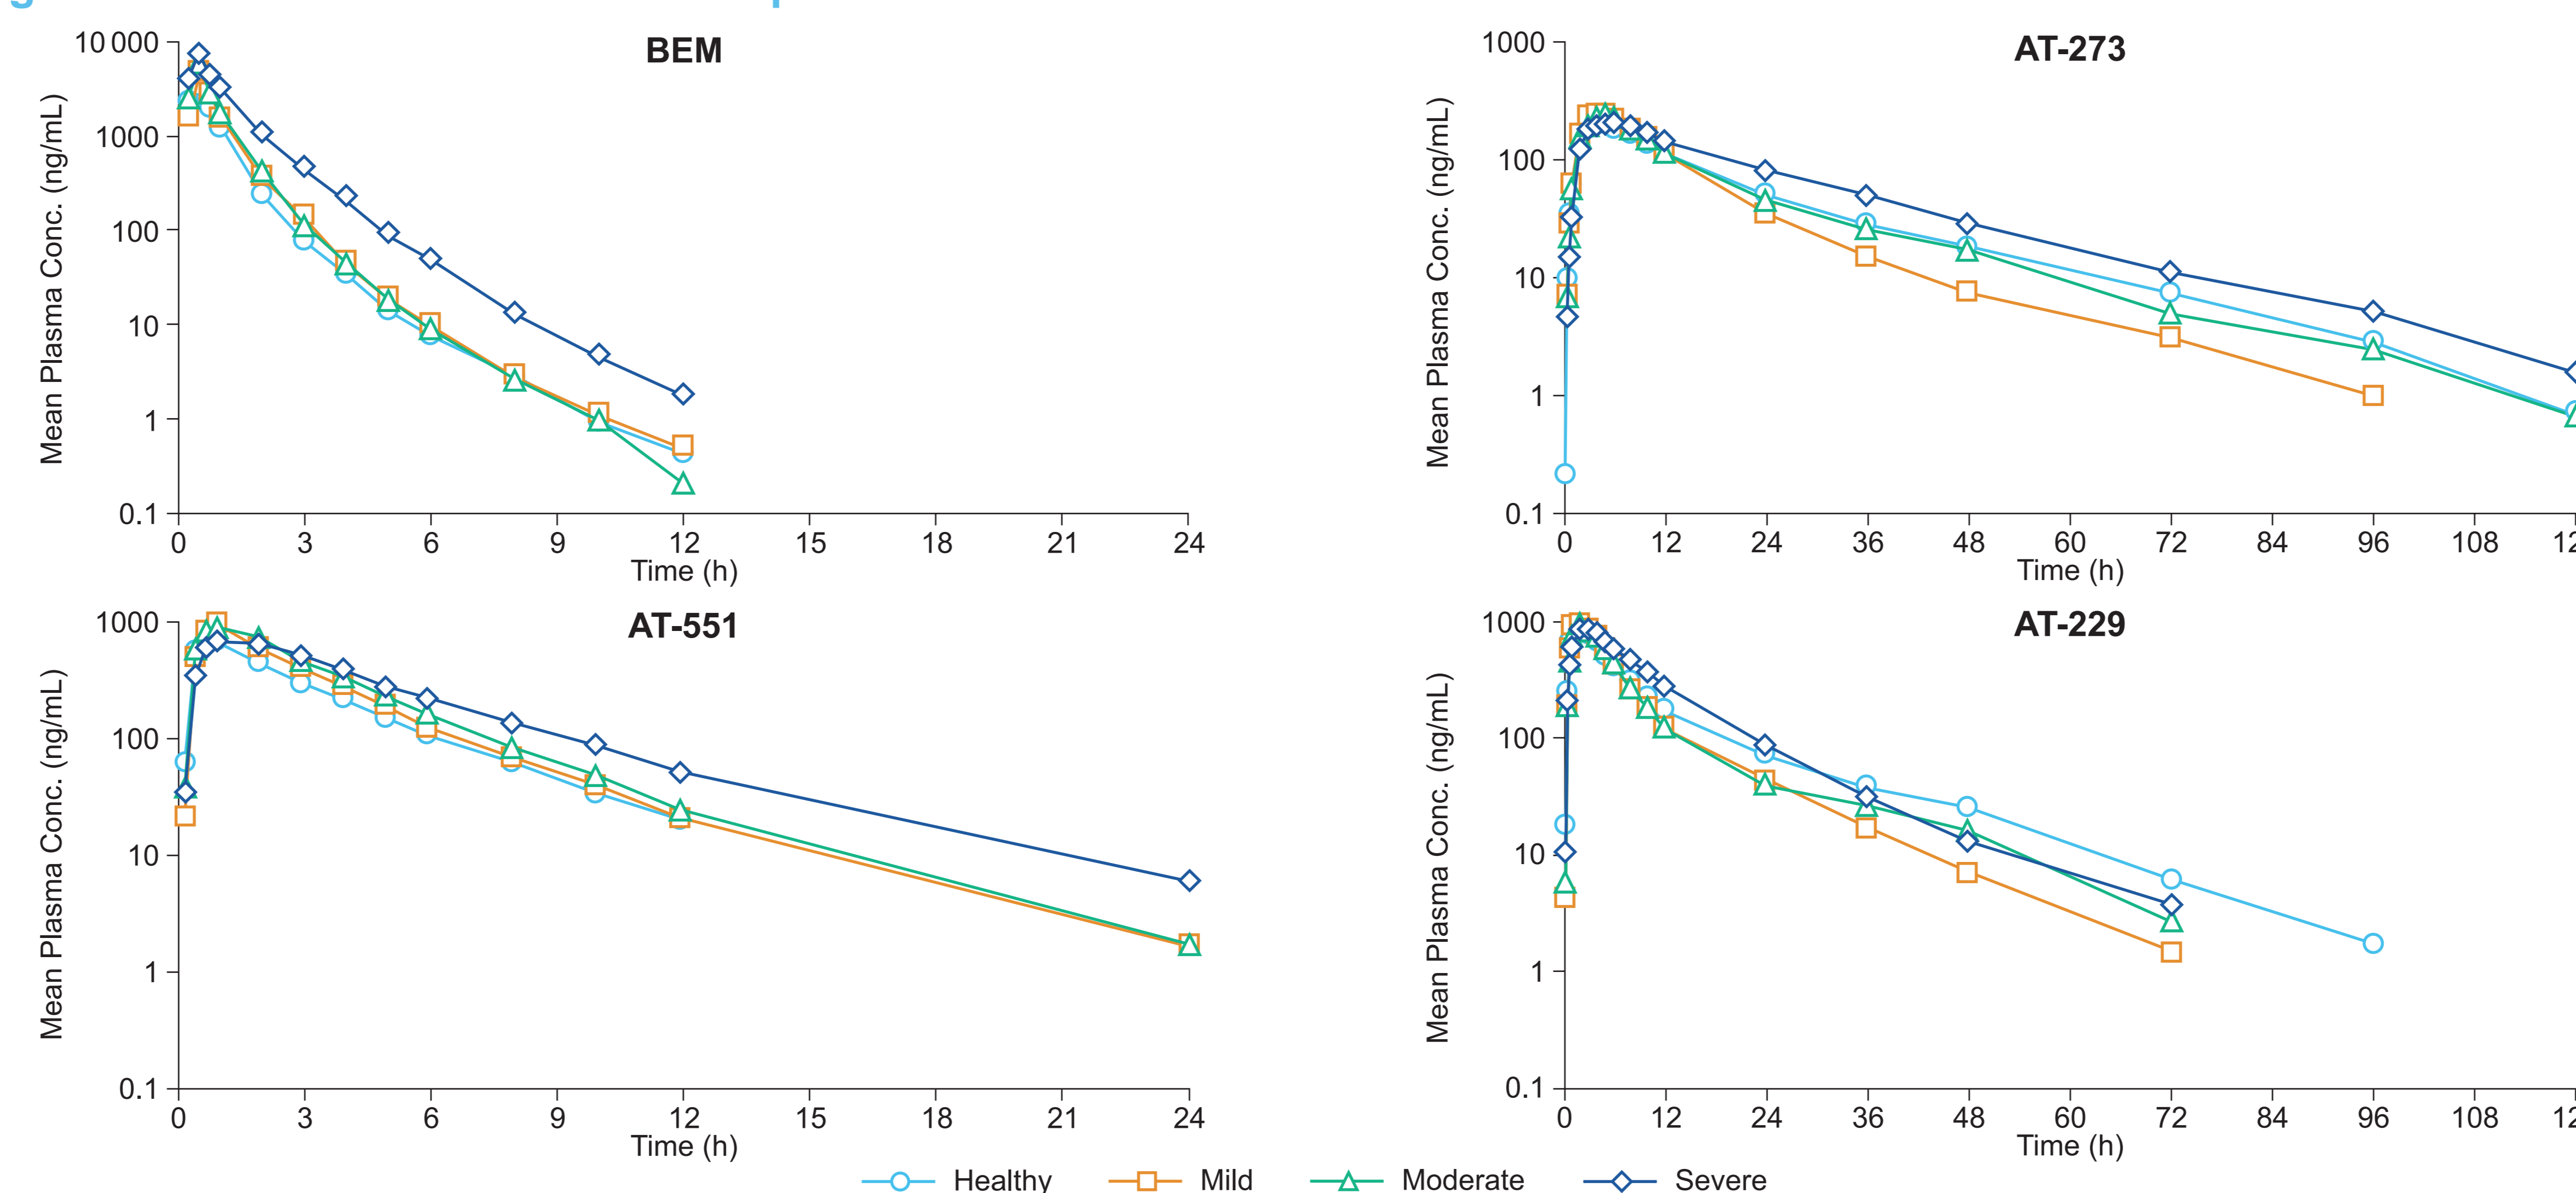 BEM
Mean Plasma Conc. (ng/mL)
10 000
1000
100
10
1
0.1
0 3 6 9 12 15 18 21 24
Time (h)
AT-273
Mean Plasma Conc. (ng/mL)
1000
100
10
1
0.1
0 12 24 36 48 60 72 84 96 108
Time (h)
AT-551
Mean Plasma Conc. (ng/mL)
1000
100
10
1
0.1
0 3 6 9 12 15 18 21 24
Time (h)
AT-229
Mean Plasma Conc. (ng/mL)
1000
100
10
1
0.1
0 12 24 36 48 60 72 84 96 108
Time (h)
Healthy Mild Moderate Severe